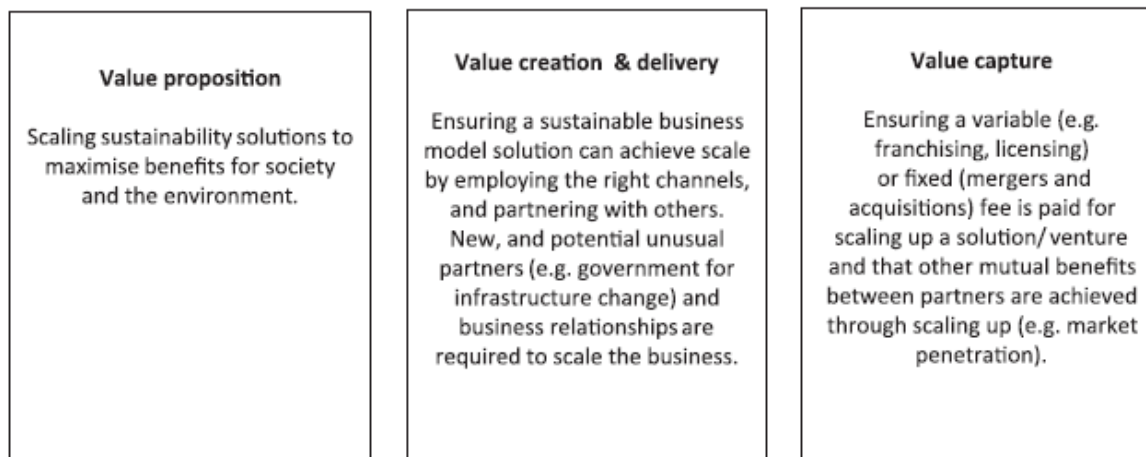 Value proposition
Scaling sustainability solutions to
maximise benefits for society
and the environment.
Value creation & delivery
Ensuring a sustainable business
model solution can achieve scale
by employing the right channels,
and partnering with others.
New, and potential unusual
partners (e.g. government for
infrastructure change) and
business relationships are
required to scale the business.
Value capture
Ensuring a variable (e.g.
franchising, licensing)
or fixed (mergers and
acquisitions) fee is paid for
scaling up a solution/venture
and that other mutual benefits
between partners are achieved
through scaling up (e.g. market
penetration).